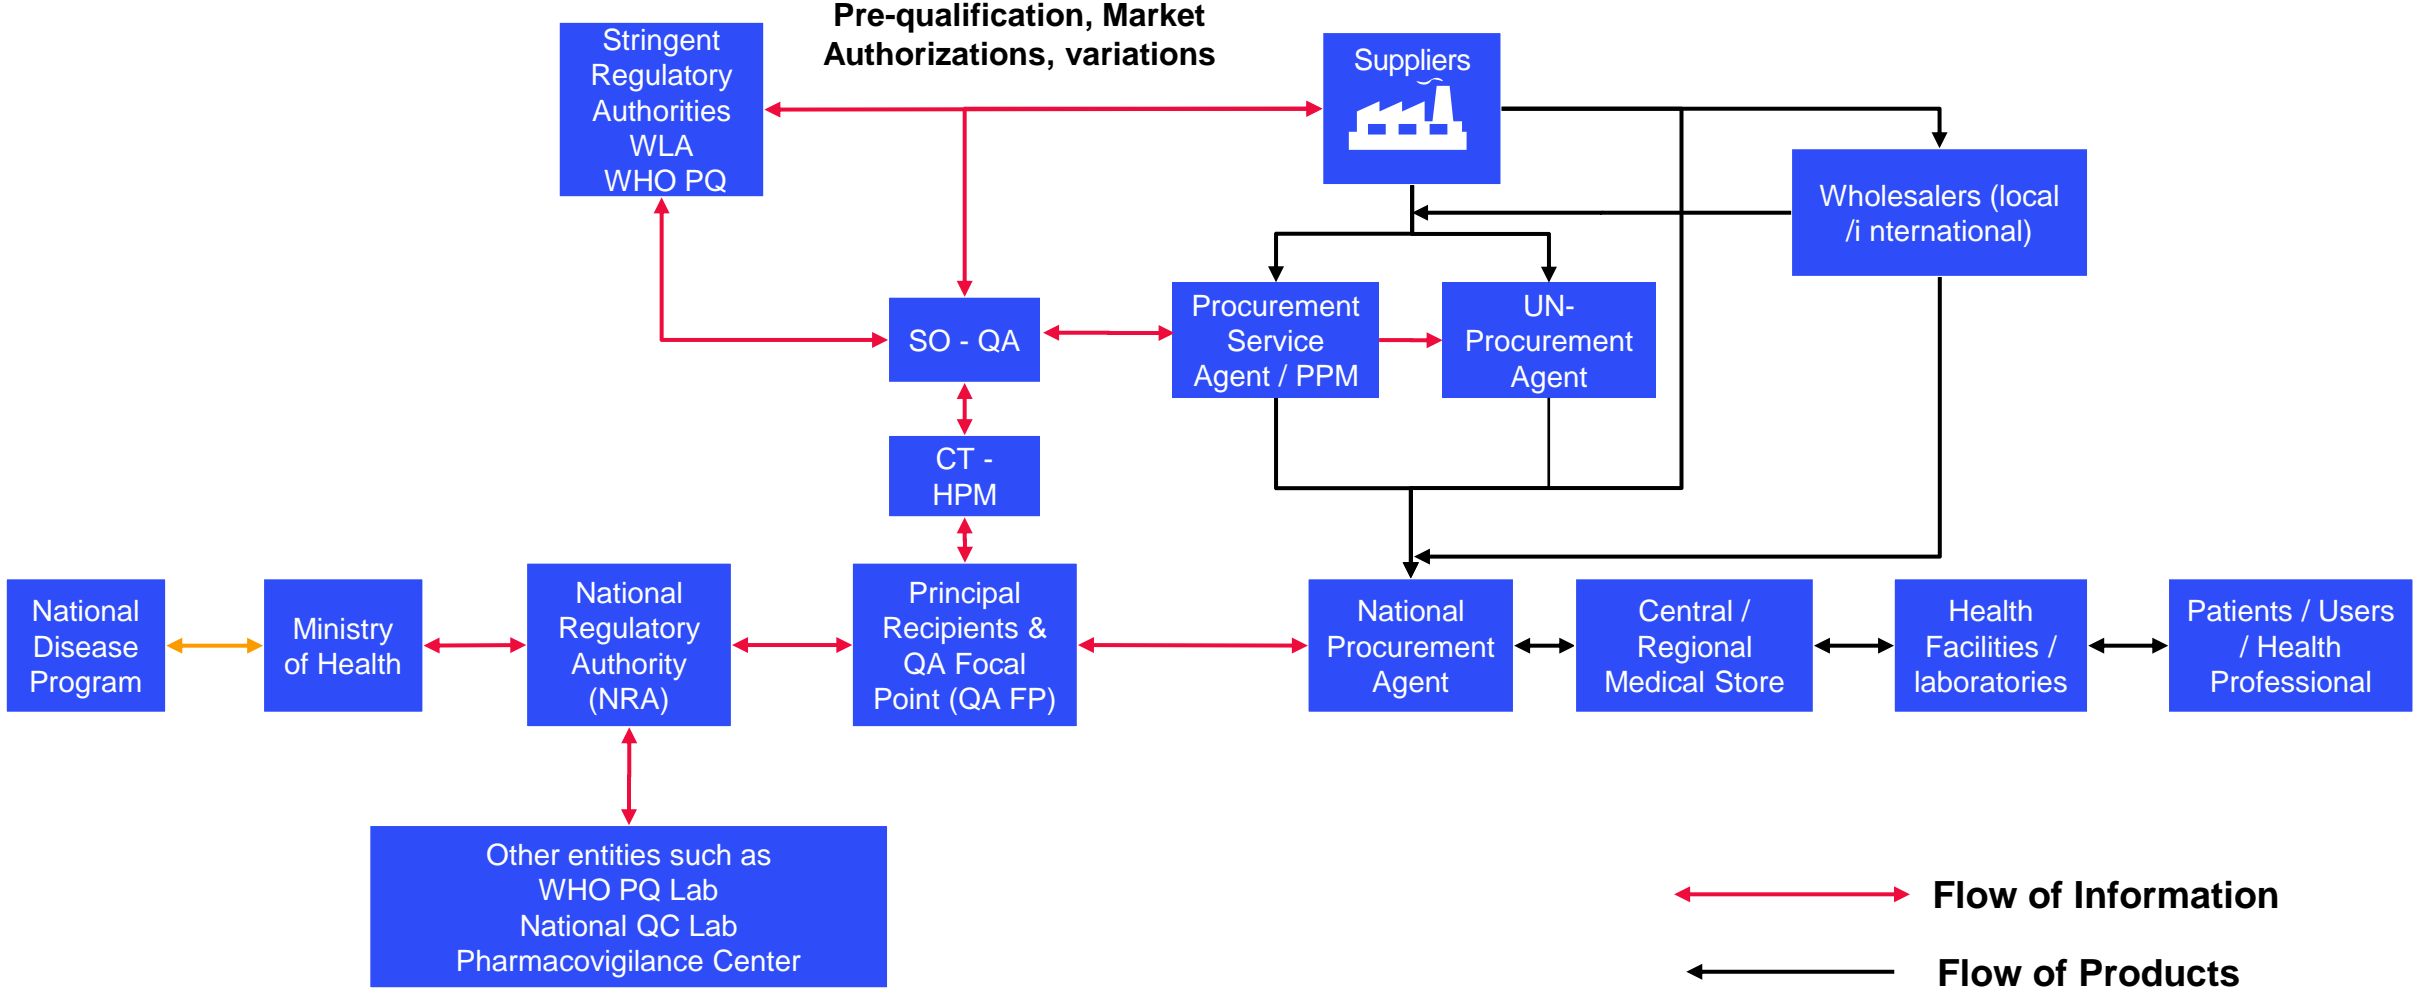 Pre-qualification, Market
Authorizations, variations
Stringent
Regulatory
Authorities
WLA
WHO PQ
Suppliers
Wholesalers (local
/i nternational)
SO - QA
Procurement
Service
Agent / PPM
UN-
Procurement
Agent
CT -
HPM
National
Disease
Program
Ministry
of Health
National
Regulatory
Authority
(NRA)
Principal
Recipients &
QA Focal
Point (QA FP)
National
Procurement
Agent
Central /
Regional
Medical Store
Health
Facilities /
laboratories
Patients / Users
/ Health
Professional
Other entities such as
WHO PQ Lab
National QC Lab
Pharmacovigilance Center
Flow of Information
Flow of Products